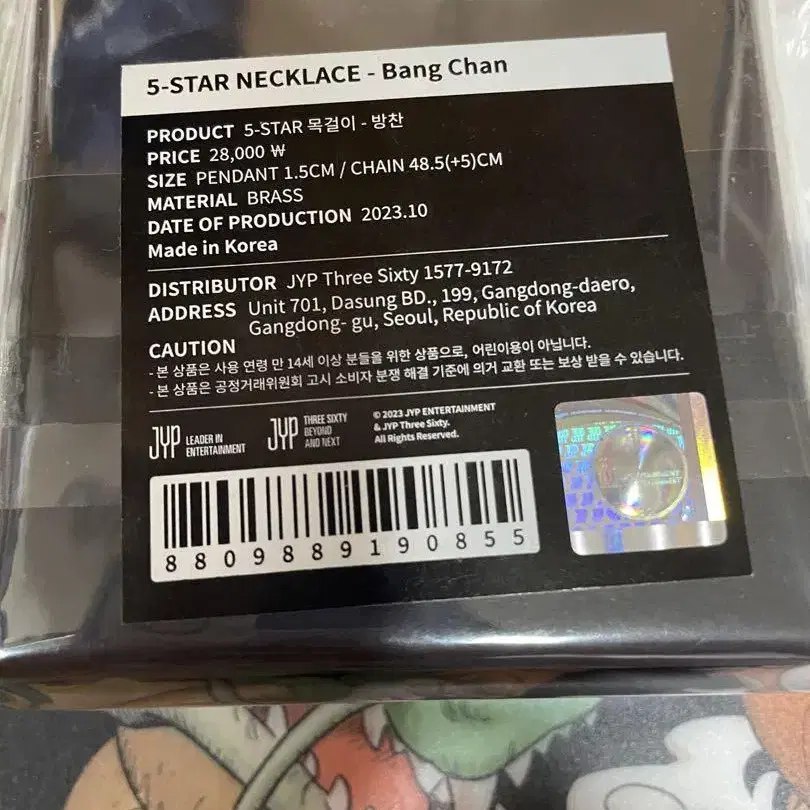 5-STAR NECKLACE - Bang Chan
PRODUCT 5-STAR 목걸이 - 방찬
PRICE 28,000 ₩
SIZE PENDANT 1.5CM / CHAIN 48.5(+5)CM
MATERIAL BRASS
DATE OF PRODUCTION 2023.10
Made in Korea
DISTRIBUTOR JYP Three Sixty 1577-9172
ADDRESS Unit 701, Dasung BD., 199, Gangdong-daero,
Gangdong- gu, Seoul, Republic of Korea
CAUTION
- 본 상품은 사용 연령 만 14세 이상 분들을 위한 상품으로, 어린이용이 아닙니다.
- 본 상품은 공정거래위원회 고시 소비자 분쟁 해결 기준에 의거 교환 또는 보상 받을 수 있습니다.
JYP LEADER IN
ENTERTAINMENT
JYP THREE SIXTY
BEYOND
AND NEXT
© 2023 JYP ENTERTAINMENT
& JYP Three Sixty.
All Rights Reserved.
8809889190855